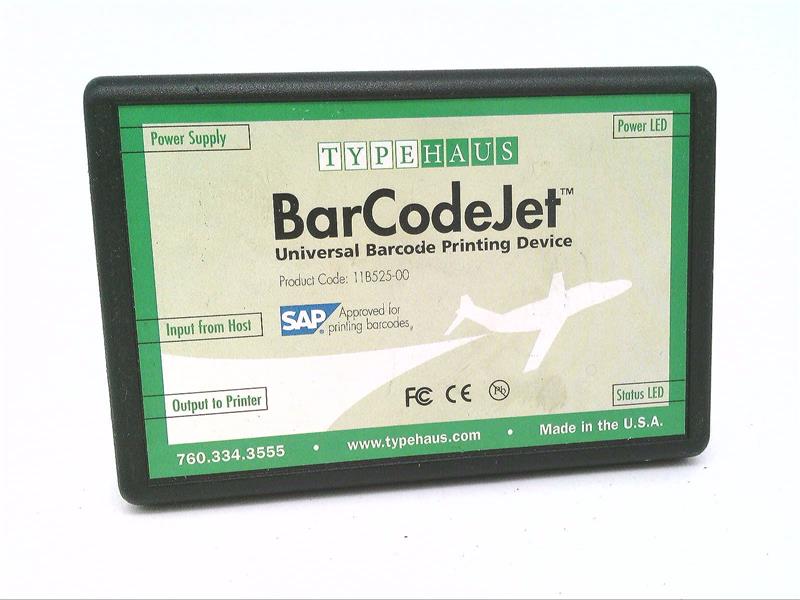 Power Supply
Power LED
TYPEHAUS
BarCodeJet™
Universal Barcode Printing Device
Product Code: 11B525-00
SAP® Approved for
printing barcodes,
Input from Host
FC CE Pb
Output to Printer
Status LED
760.334.3555 • www.typehaus.com • Made in the U.S.A.